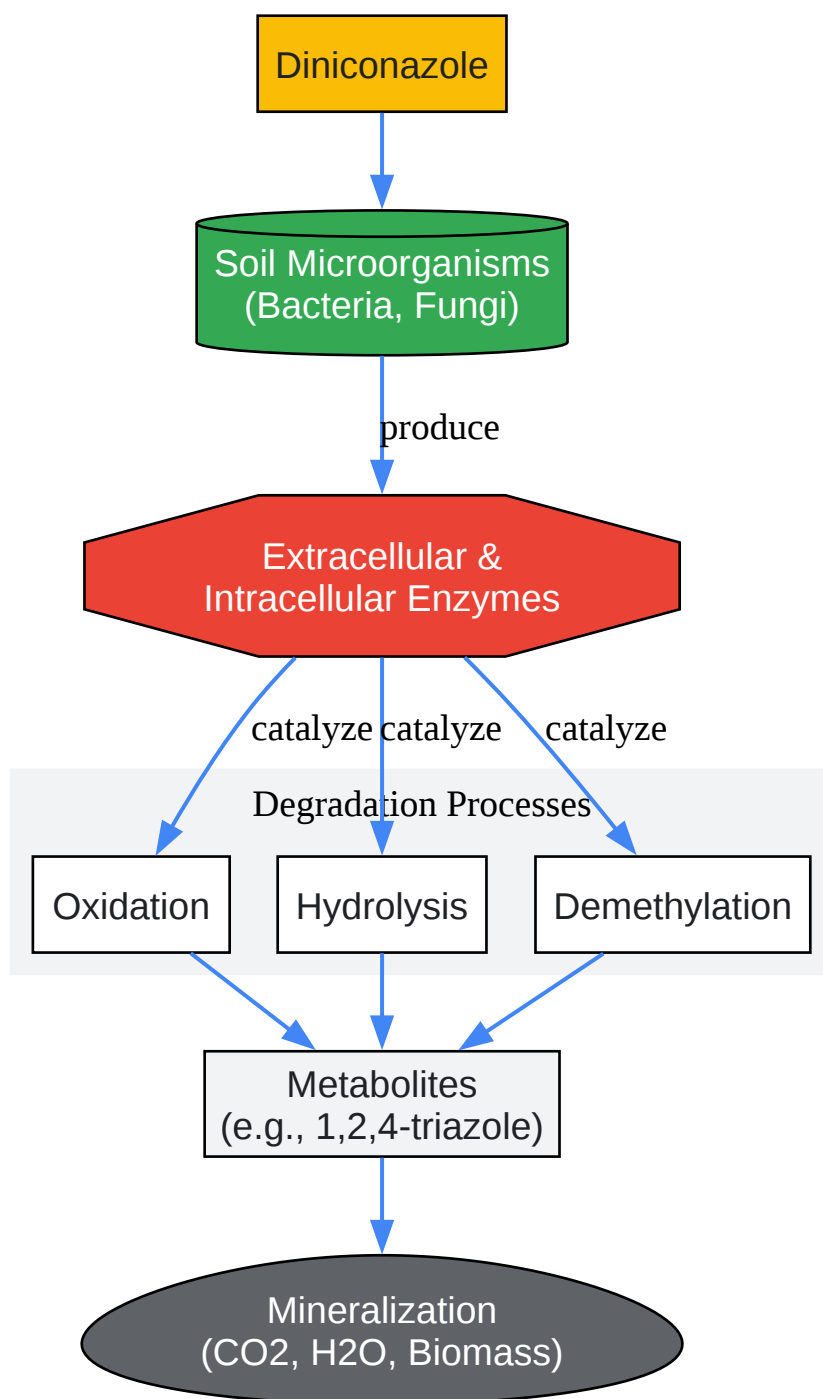 Diniconazole
Soil Microorganisms
(Bacteria, Fungi)
produce
Extracellular &
Intracellular Enzymes
catalyze
catalyze
catalyze
Degradation Processes
Oxidation
Hydrolysis
Demethylation
Metabolites
(e.g., 1,2,4-triazole)
Mineralization
(CO2, H2O, Biomass)